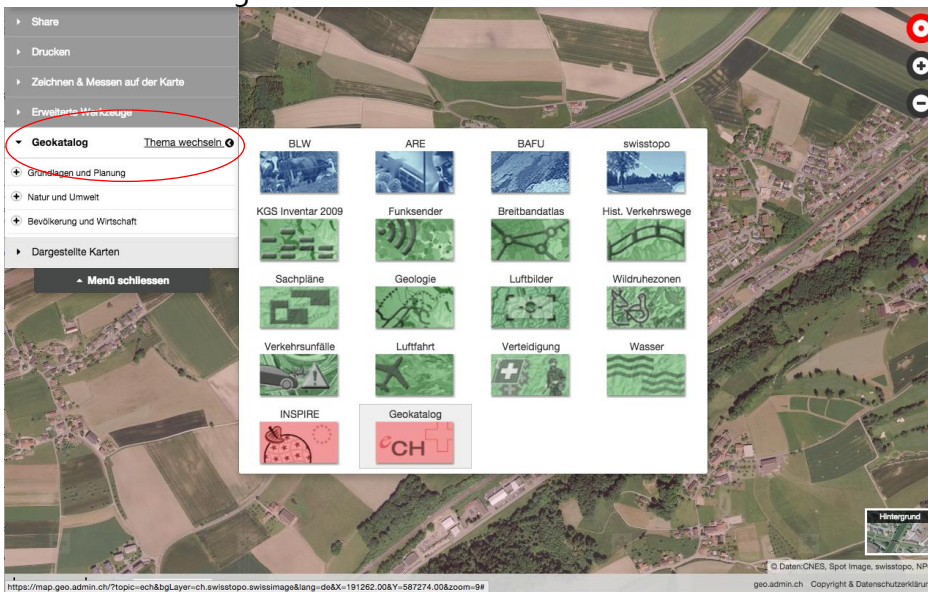 Share
Drucken
Zeichnen & Messen auf der Karte
Erweiterte Werkzeuge
Geokatalog Thema wechseln
Grundlagen und Planung
Natur und Umwelt
Bevölkerung und Wirtschaft
Dargestellte Karten
Menü schliessen
BLW ARE BAFU swisstopo
KGS Inventar 2009 Funksender Breitbandatlas Hist. Verkehrswege
Sachpläne Geologie Luftbilder Wildruhezonen
Verkehrsunfälle Luftfahrt Verteidigung Wasser
INSPIRE Geokatalog
eCH
Hintergrund
© Daten:CNES, Spot Image, swisstopo, NP
https://map.geo.admin.ch/?topic=ech&bgLayer=ch.swisstopo.swissimage&lang=de&X=191262.00&Y=587274.00&zoom=9# geo.admin.ch Copyright & Datenschutzerklärun